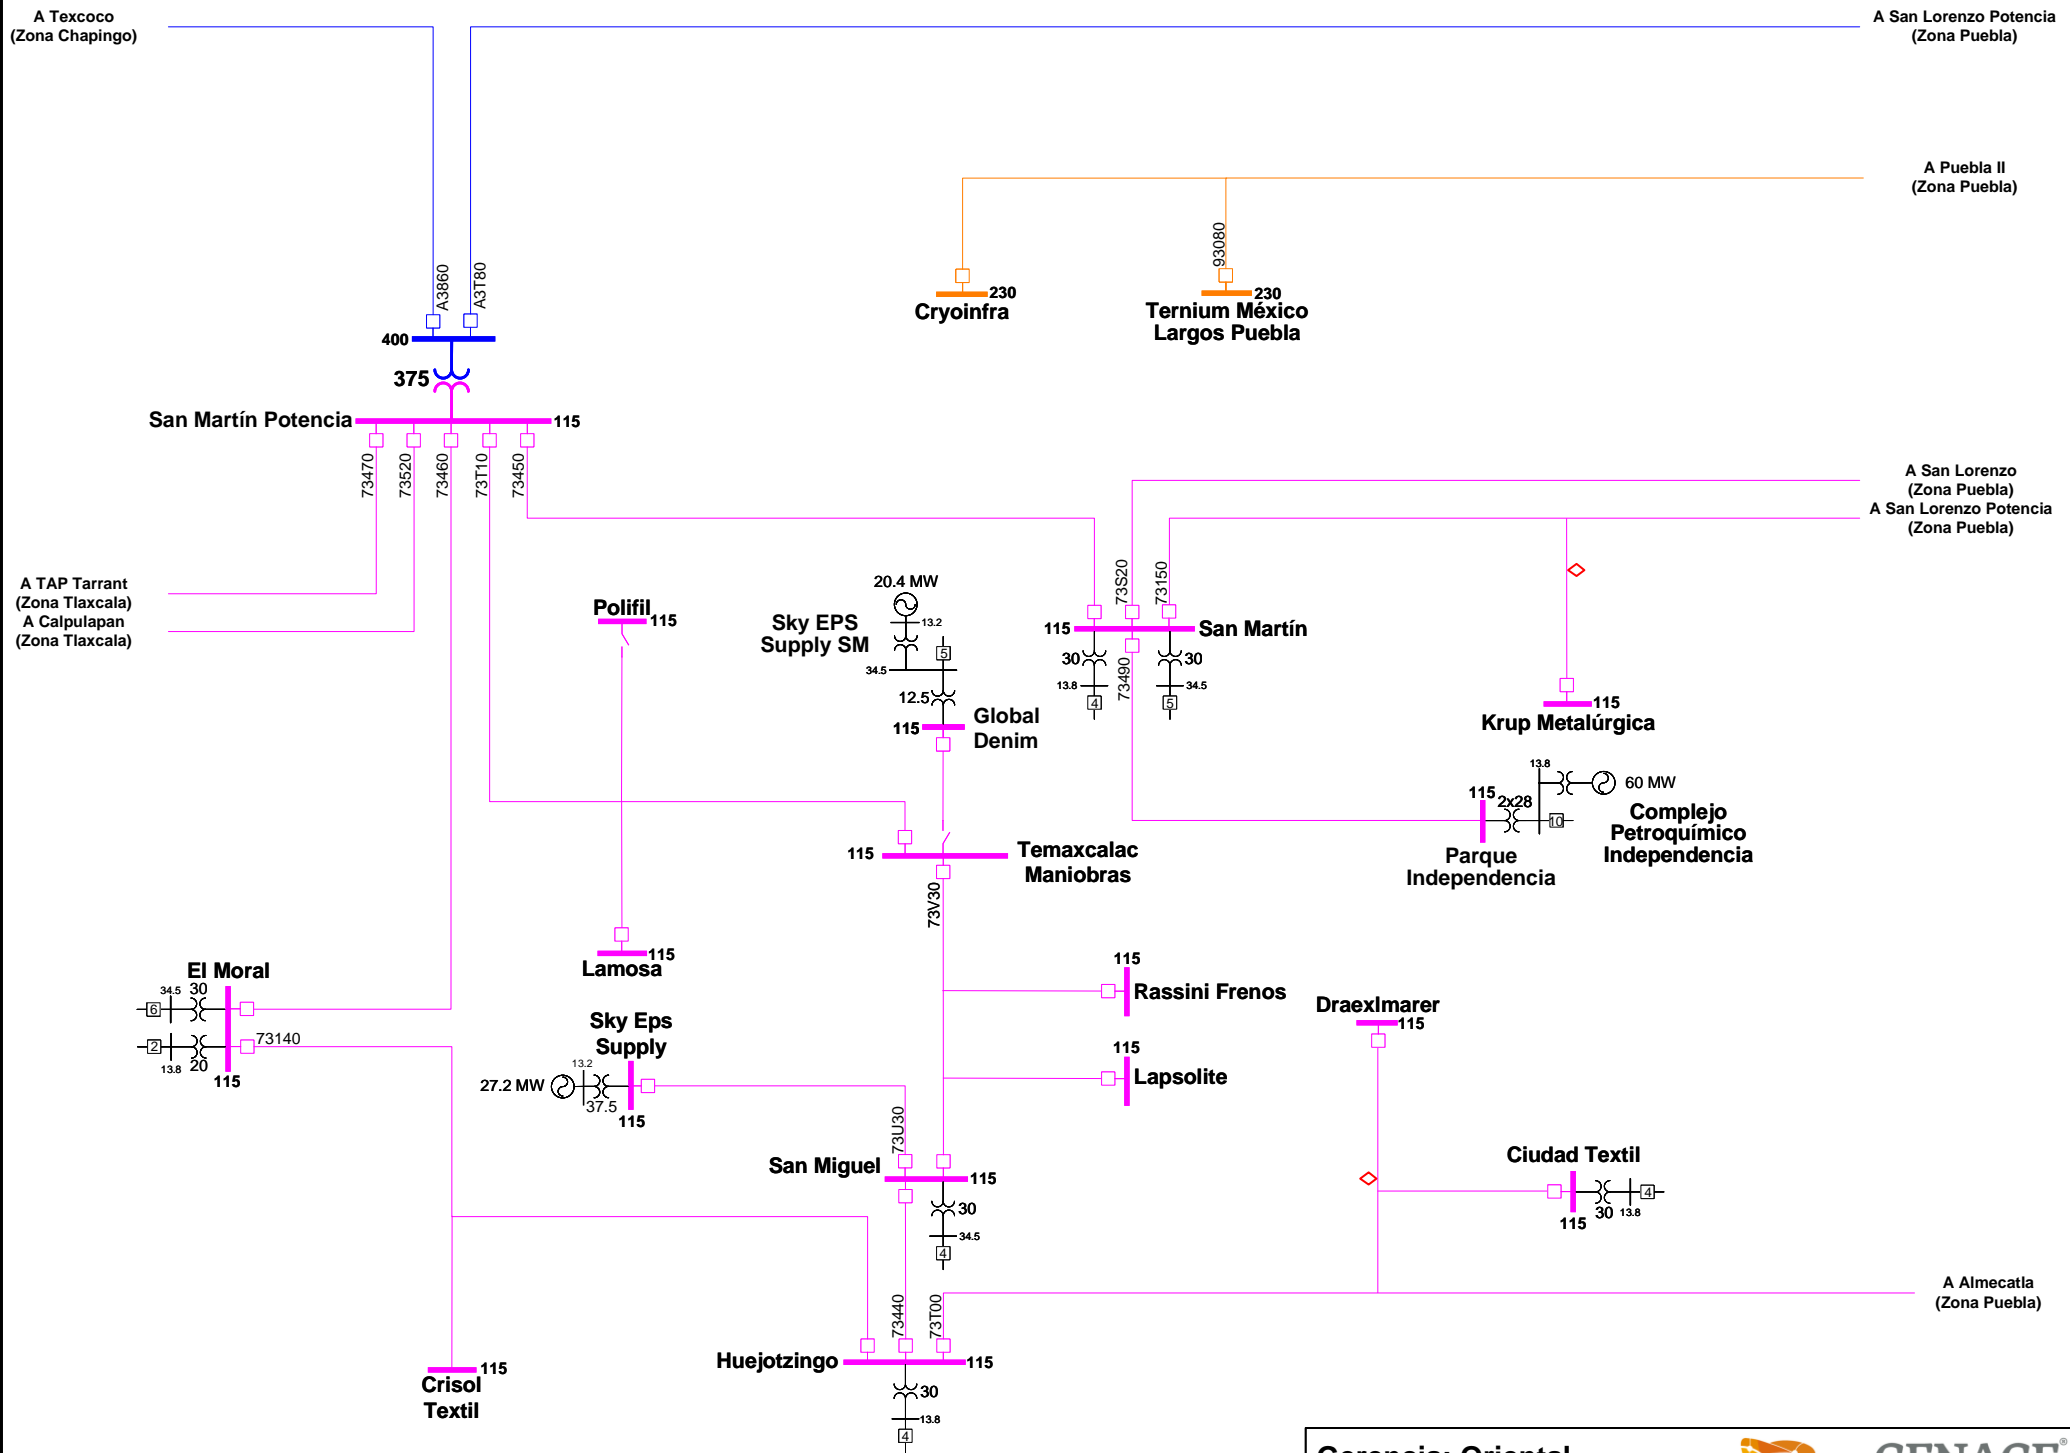 A Texcoco
(Zona Chapingo)
A San Lorenzo Potencia
(Zona Puebla)
A Puebla II
(Zona Puebla)
A3860
A3T80
93080
400
375
230
Cryoinfra
230
Ternium México
Largos Puebla
San Martín Potencia
115
73470
73520
73460
73T10
73450
A San Lorenzo
(Zona Puebla)
A San Lorenzo Potencia
(Zona Puebla)
A TAP Tarrant
(Zona Tlaxcala)
A Calpulapan
(Zona Tlaxcala)
Polifil
115
20.4 MW
13.2
Sky EPS
Supply SM
5
34.5
12.5
115
Global
Denim
73S20
73150
115
San Martín
30
73490
30
13.8
34.5
4
5
115
Krup Metalúrgica
13.8
60 MW
115
2x28
10
Complejo
Petroquímico
Independencia
Parque
Independencia
115
Temaxcalac
Maniobras
73V30
115
Lamosa
El Moral
34.5
30
6
73140
2
13.8
20
115
115
Rassini Frenos
Draexlmarer
115
Sky Eps
Supply
13.2
27.2 MW
37.5
115
115
Lapsolite
73U30
San Miguel
115
30
34.5
4
Ciudad Textil
4
115
30
13.8
A Almecatla
(Zona Puebla)
73440
73T00
Huejotzingo
115
30
13.8
4
115
Crisol
Textil
Gerencia: Oriental
CENACE®